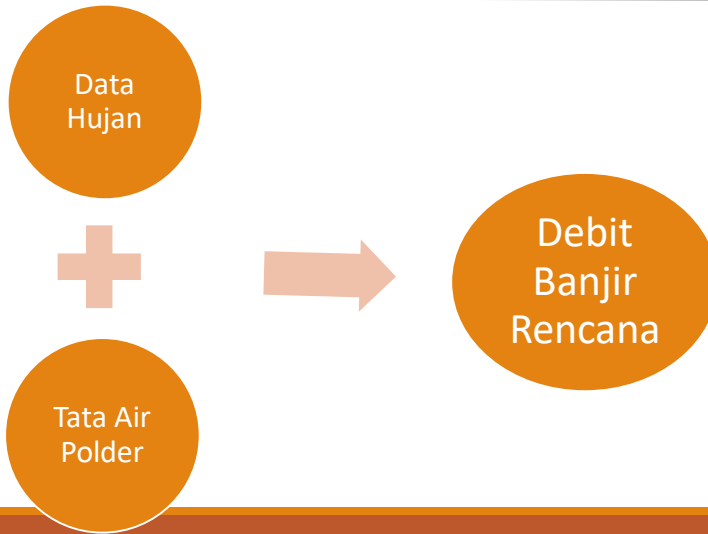 Data
Hujan
Tata Air
Polder
Debit
Banjir
Rencana